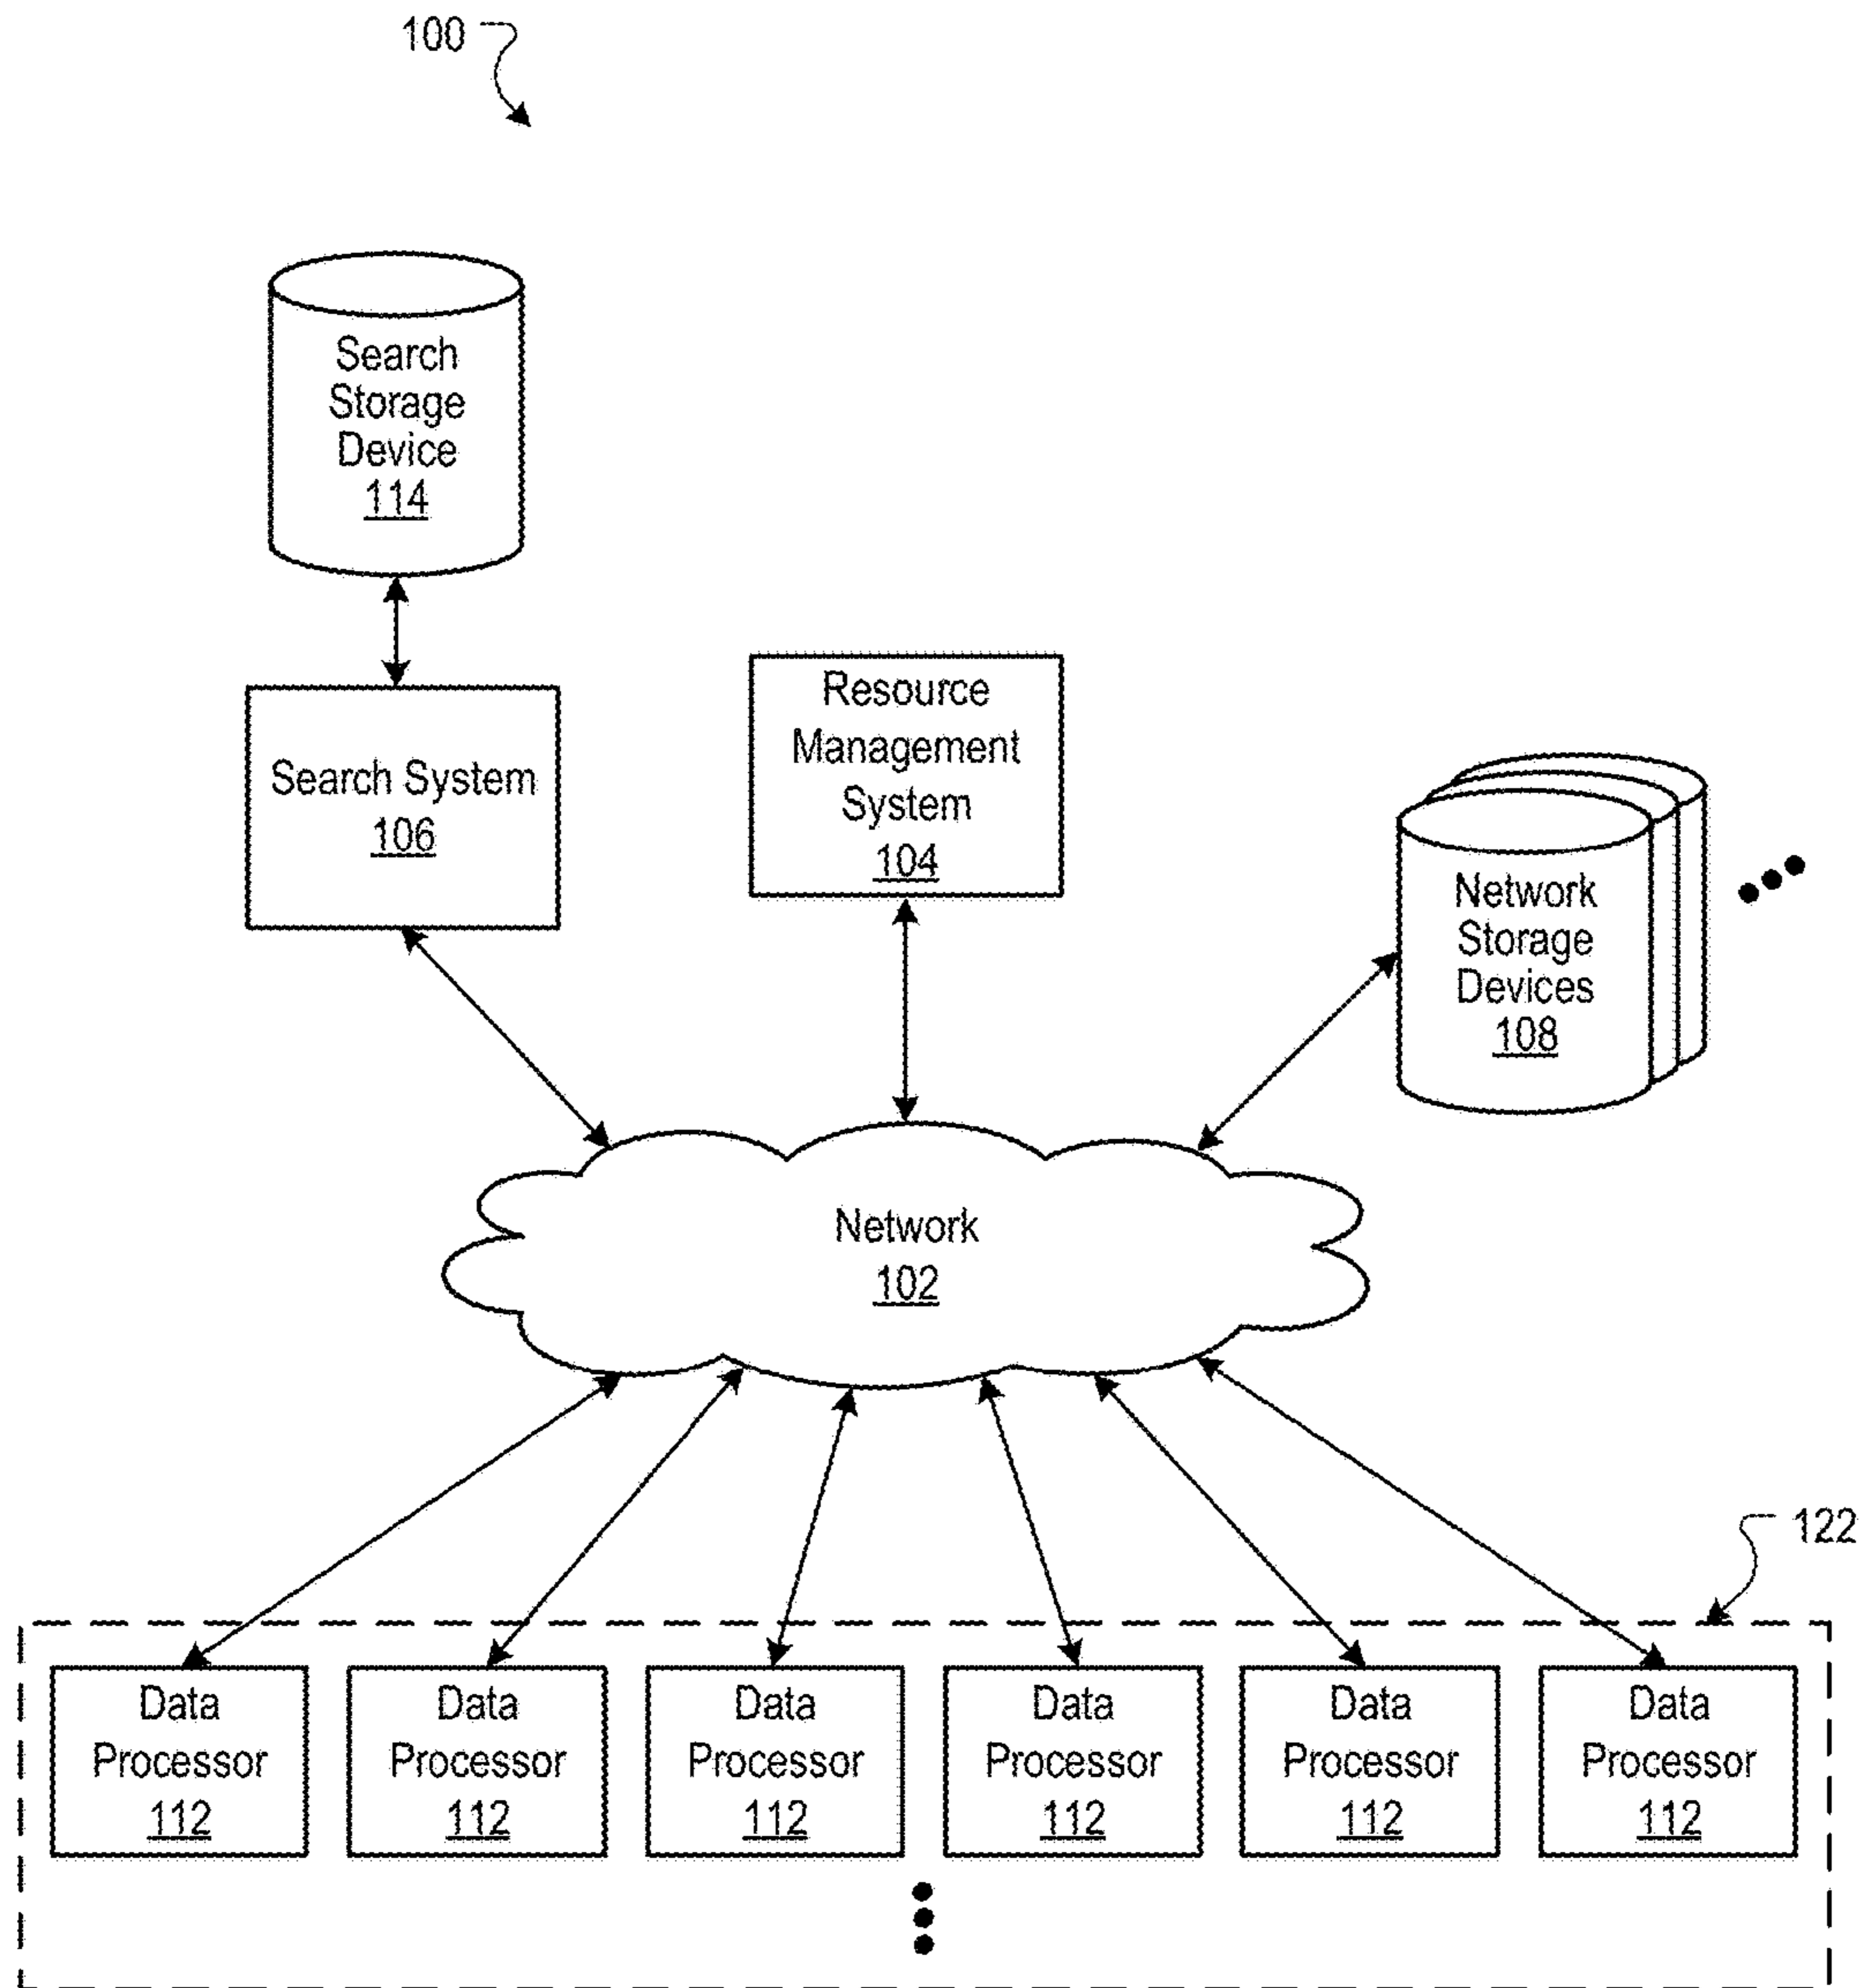 100
Search
Storage
Device
114
Search System
106
Resource
Management
System
104
Network
Storage
Devices
108
Network
102
122
Data
Processor
112
Data
Processor
112
Data
Processor
112
Data
Processor
112
Data
Processor
112
Data
Processor
112